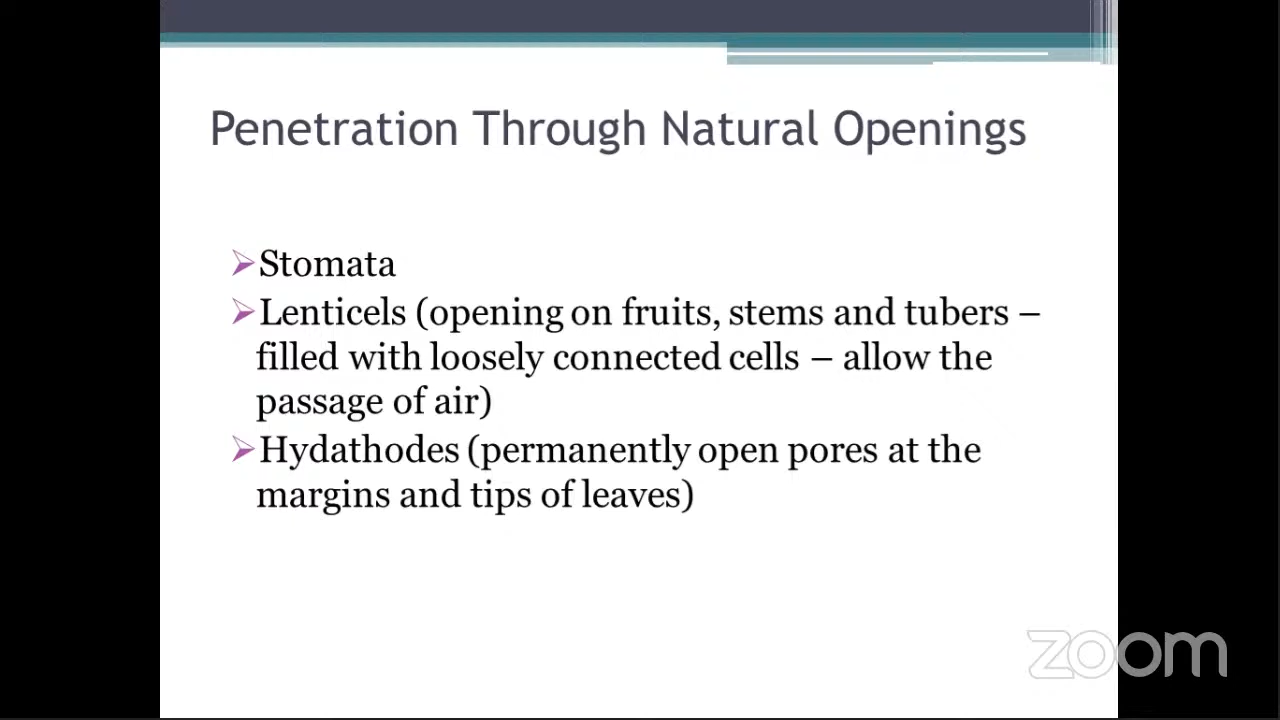 Penetration Through Natural Openings
➢Stomata
➢Lenticels (opening on fruits, stems and tubers –
filled with loosely connected cells – allow the
passage of air)
➢Hydathodes (permanently open pores at the
margins and tips of leaves)
zoom